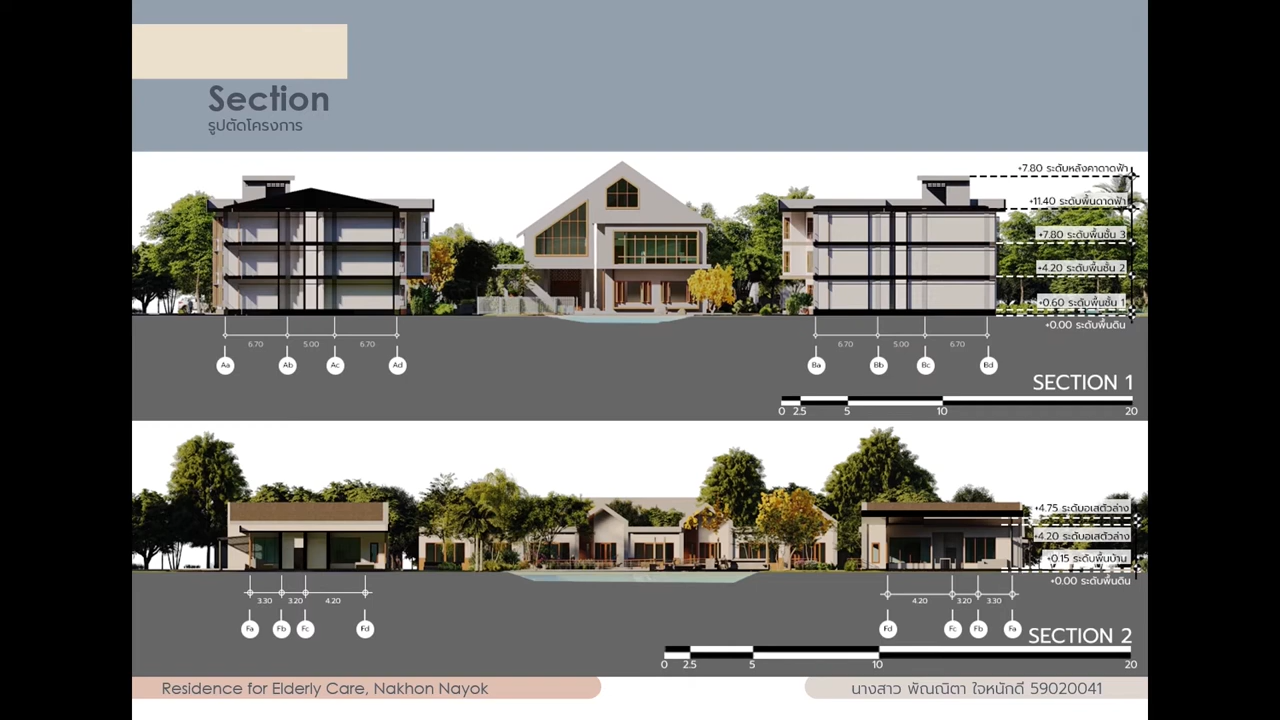 Section
รูปตัดโครงการ
+7.80 ระดับหลังคาดาดฟ้า
+11.40 ระดับพื้นดาดฟ้า
+7.80 ระดับพื้นชั้น 3
+4.20 ระดับพื้นชั้น 2
+0.60 ระดับพื้นชั้น 1
+0.00 ระดับพื้นดิน
6.70 5.00 6.70
6.70 5.00 6.70
Aa Ab Ac Ad
Ba Bb Bc Bd
SECTION 1
0 2.5 5 10 20
+4.75 ระดับอเสตัวล่าง
+4.20 ระดับอเสตัวล่าง
+0.15 ระดับพื้นบ้าน
+0.00 ระดับพื้นดิน
3.30 3.20 4.20
4.20 3.20 3.30
Fa Fb Fc Fd
Fd Fc Fb Fa
SECTION 2
0 2.5 5 10 20
Residence for Elderly Care, Nakhon Nayok
นางสาว พัณณิตา ใจหนักดี 59020041